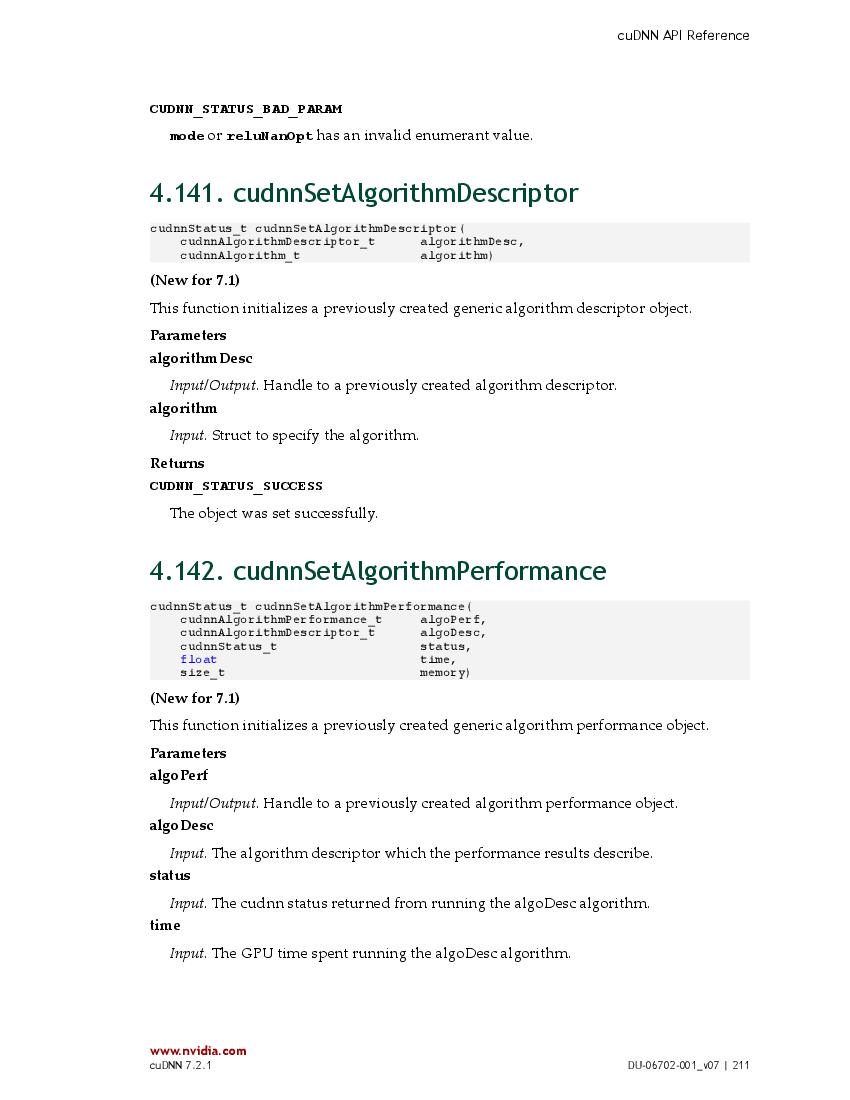 cuDNN API Reference
CUDNN_STATUS_BAD_PARAM
mode or reluNanOpt has an invalid enumerant value.
4.141. cudnnSetAlgorithmDescriptor
cudnnStatus_t cudnnSetAlgorithmDescriptor(
    cudnnAlgorithmDescriptor_t      algorithmDesc,
    cudnnAlgorithm_t                algorithm)
(New for 7.1)
This function initializes a previously created generic algorithm descriptor object.
Parameters
algorithmDesc
Input/Output. Handle to a previously created algorithm descriptor.
algorithm
Input. Struct to specify the algorithm.
Returns
CUDNN_STATUS_SUCCESS
The object was set successfully.
4.142. cudnnSetAlgorithmPerformance
cudnnStatus_t cudnnSetAlgorithmPerformance(
    cudnnAlgorithmPerformance_t     algoPerf,
    cudnnAlgorithmDescriptor_t      algoDesc,
    cudnnStatus_t                   status,
    float                           time,
    size_t                          memory)
(New for 7.1)
This function initializes a previously created generic algorithm performance object.
Parameters
algoPerf
Input/Output. Handle to a previously created algorithm performance object.
algoDesc
Input. The algorithm descriptor which the performance results describe.
status
Input. The cudnn status returned from running the algoDesc algorithm.
time
Input. The GPU time spent running the algoDesc algorithm.
www.nvidia.com
cuDNN 7.2.1
DU-06702-001_v07 | 211